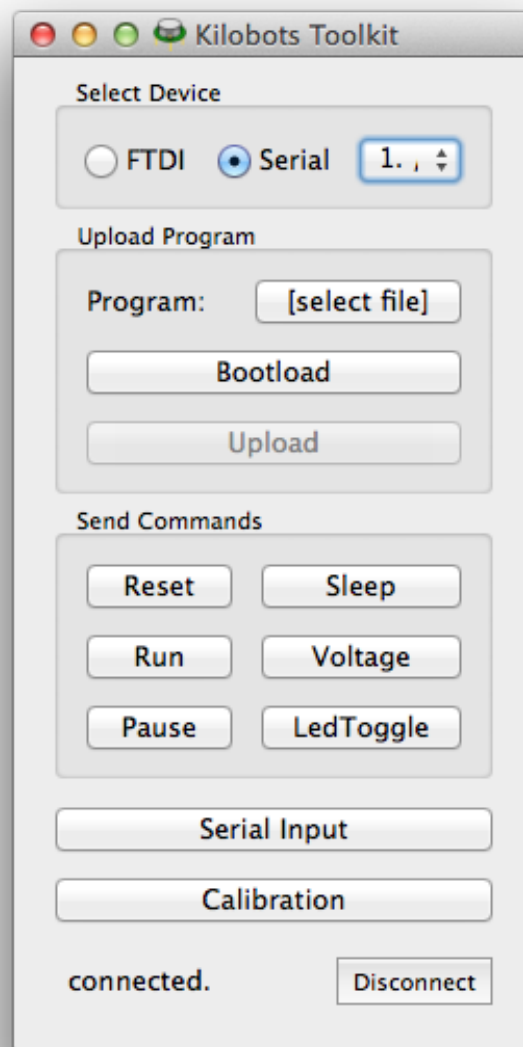 Kilobots Toolkit
Select Device
FTDI Serial 1. ,
Upload Program
Program: [select file]
Bootload
Upload
Send Commands
Reset Sleep
Run Voltage
Pause LedToggle
Serial Input
Calibration
connected. Disconnect